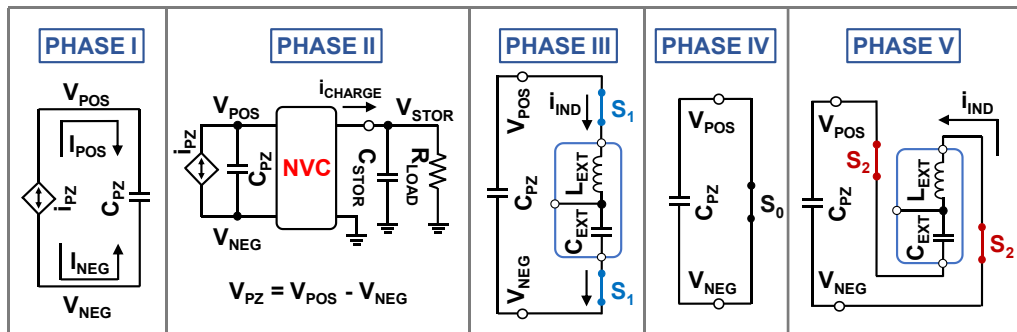 PHASE I
V_POS
I_POS
i_PZ
C_PZ
I_NEG
V_NEG
PHASE II
i_CHARGE
V_POS
V_STOR
i_PZ
C_PZ
NVC
C_STOR
R_LOAD
V_NEG
V_PZ = V_POS - V_NEG
PHASE III
V_POS
i_IND
S_1
C_PZ
L_EXT
C_EXT
V_NEG
S_1
PHASE IV
V_POS
C_PZ
S_0
V_NEG
PHASE V
i_IND
V_POS
S_2
L_EXT
C_PZ
C_EXT
S_2
V_NEG